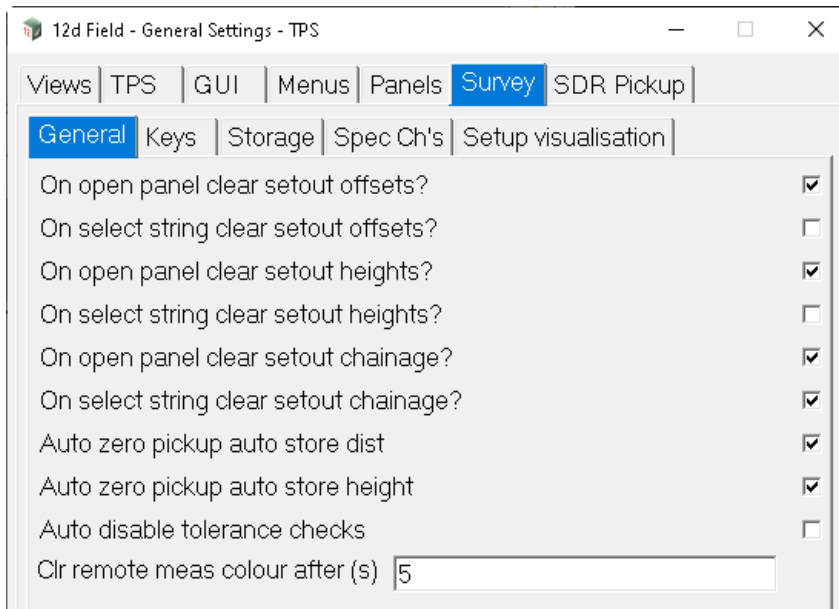 12d Field - General Settings - TPS
Views TPS GUI Menus Panels Survey SDR Pickup
General Keys Storage Spec Ch's Setup visualisation
On open panel clear setout offsets?
On select string clear setout offsets?
On open panel clear setout heights?
On select string clear setout heights?
On open panel clear setout chainage?
On select string clear setout chainage?
Auto zero pickup auto store dist
Auto zero pickup auto store height
Auto disable tolerance checks
Clr remote meas colour after (s) 5